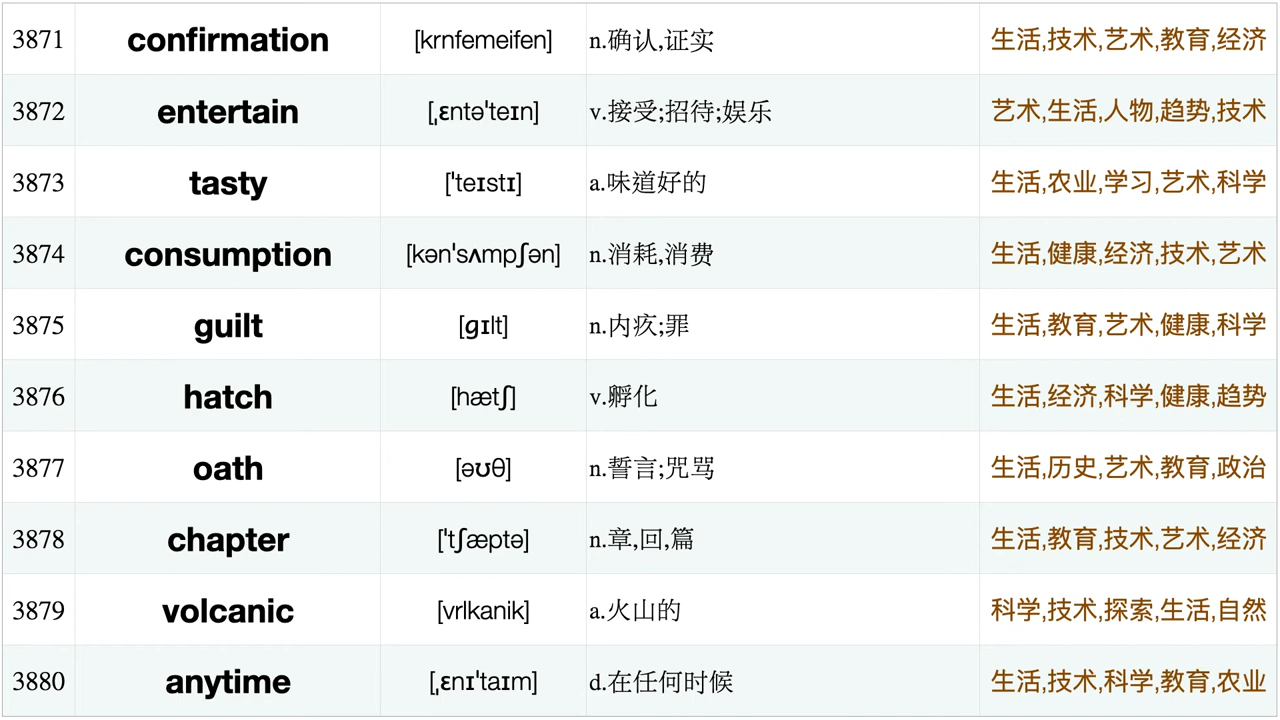 3871 confirmation [krnfemeifen] n.确认,证实 生活,技术,艺术,教育,经济
3872 entertain [ˌɛntə'teɪn] v.接受;招待;娱乐 艺术,生活,人物,趋势,技术
3873 tasty ['teɪstɪ] a.味道好的 生活,农业,学习,艺术,科学
3874 consumption [kən'sʌmpʃən] n.消耗,消费 生活,健康,经济,技术,艺术
3875 guilt [ɡɪlt] n.内疚;罪 生活,教育,艺术,健康,科学
3876 hatch [hætʃ] v.孵化 生活,经济,科学,健康,趋势
3877 oath [əʊθ] n.誓言;咒骂 生活,历史,艺术,教育,政治
3878 chapter ['tʃæptə] n.章,回,篇 生活,教育,技术,艺术,经济
3879 volcanic [vrlkanik] a.火山的 科学,技术,探索,生活,自然
3880 anytime [ˌɛnɪ'taɪm] d.在任何时候 生活,技术,科学,教育,农业